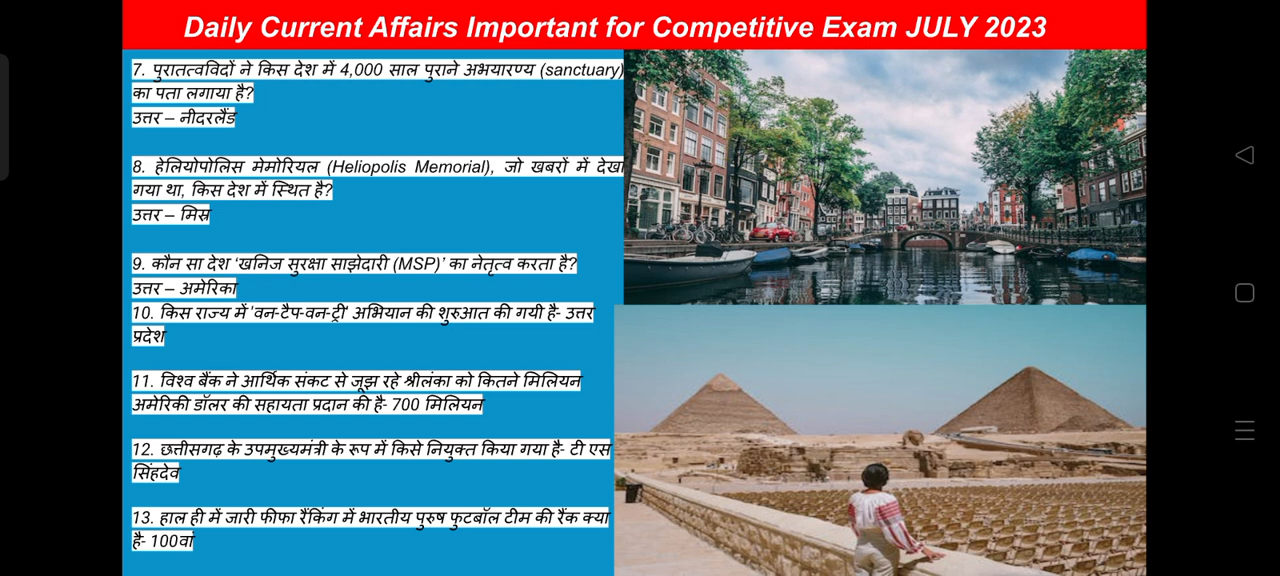 Daily Current Affairs Important for Competitive Exam JULY 2023
7. पुरातत्वविदों ने किस देश में 4,000 साल पुराने अभयारण्य (sanctuary)
का पता लगाया है?
उत्तर – नीदरलैंड
8. हेलियोपोलिस मेमोरियल (Heliopolis Memorial), जो खबरों में देखा
गया था, किस देश में स्थित है?
उत्तर – मिस्र
9. कौन सा देश ‘खनिज सुरक्षा साझेदारी (MSP)’ का नेतृत्व करता है?
उत्तर – अमेरिका
10. किस राज्य में 'वन-टैप-वन-ट्री' अभियान की शुरुआत की गयी है- उत्तर
प्रदेश
11. विश्व बैंक ने आर्थिक संकट से जूझ रहे श्रीलंका को कितने मिलियन
अमेरिकी डॉलर की सहायता प्रदान की है- 700 मिलियन
12. छत्तीसगढ़ के उपमुख्यमंत्री के रूप में किसे नियुक्त किया गया है- टी एस
सिंहदेव
13. हाल ही में जारी फीफा रैंकिंग में भारतीय पुरुष फुटबॉल टीम की रैंक क्या
है- 100वां